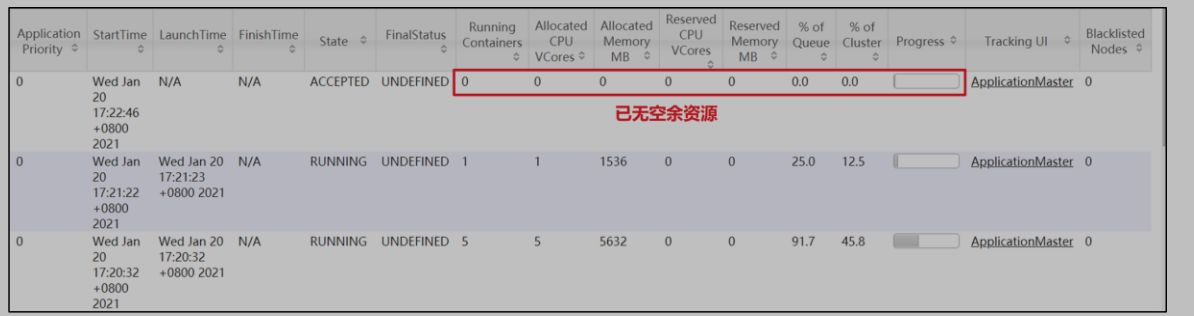 Application Priority StartTime LaunchTime FinishTime State FinalStatus Running Containers Allocated CPU VCores Allocated Memory MB Reserved CPU VCores Reserved Memory MB % of Queue % of Cluster Progress Tracking UI Blacklisted Nodes
0 Wed Jan 20 17:22:46 +0800 2021 N/A N/A ACCEPTED UNDEFINED 0 0 0 0 0 0.0 0.0 ApplicationMaster 0
已无空余资源
0 Wed Jan 20 17:21:22 +0800 2021 Wed Jan 20 17:21:23 +0800 2021 N/A RUNNING UNDEFINED 1 1 1536 0 0 25.0 12.5 ApplicationMaster 0
0 Wed Jan 20 17:20:32 +0800 2021 Wed Jan 20 17:20:32 +0800 2021 N/A RUNNING UNDEFINED 5 5 5632 0 0 91.7 45.8 ApplicationMaster 0